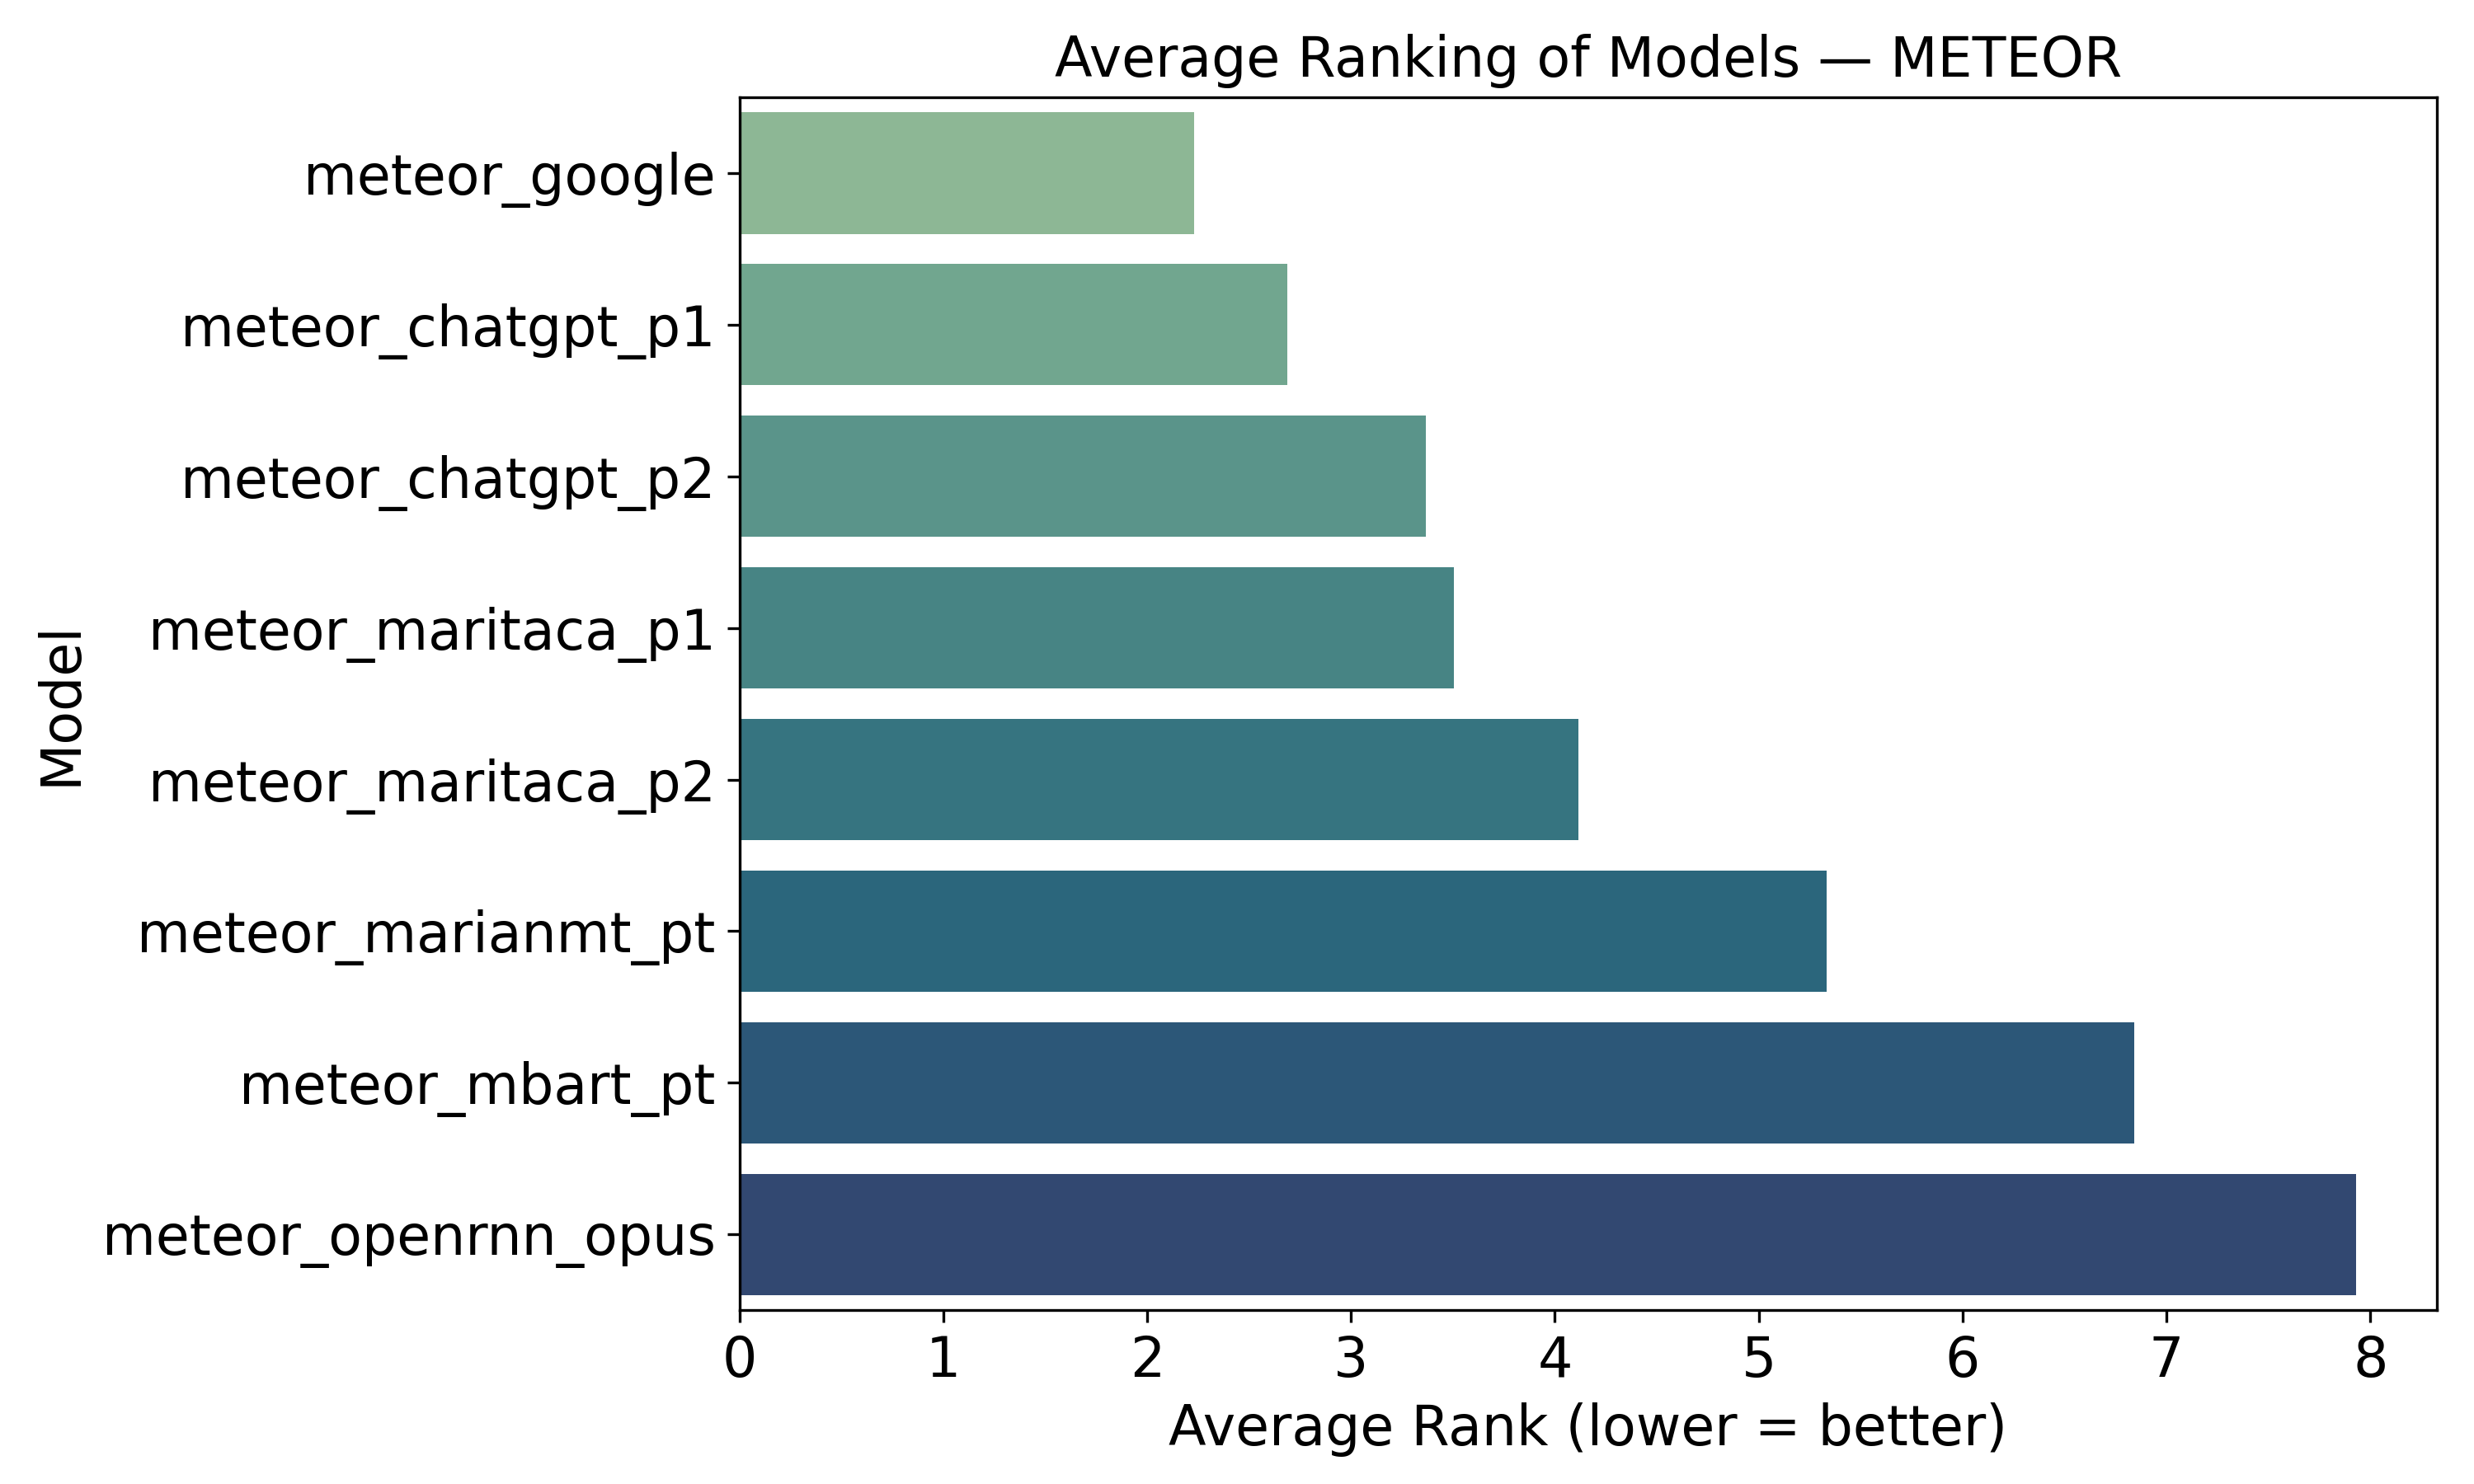 Average Ranking of Models — METEOR
meteor_google
meteor_chatgpt_p1
meteor_chatgpt_p2
meteor_maritaca_p1
meteor_maritaca_p2
meteor_marianmt_pt
meteor_mbart_pt
meteor_opennrn_opus
Model
0 1 2 3 4 5 6 7 8
Average Rank (lower = better)